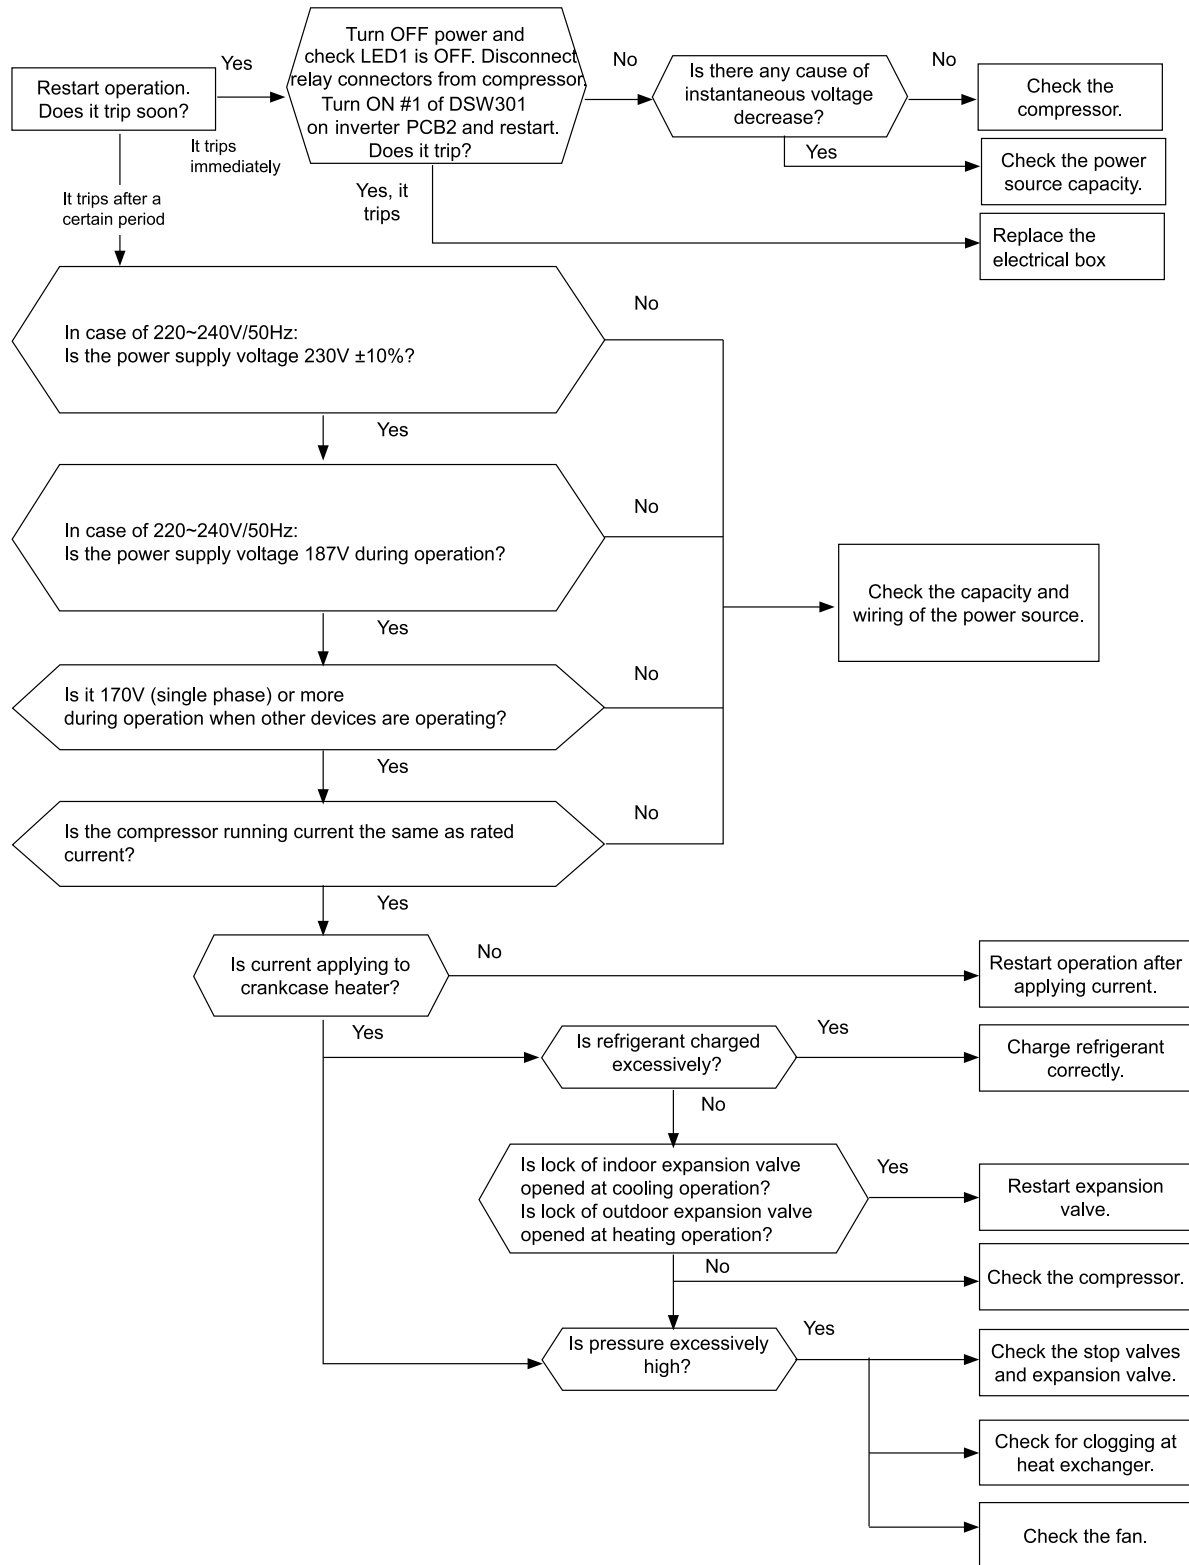 Turn OFF power and
check LED1 is OFF. Disconnect
relay connectors from compressor.
Turn ON #1 of DSW301
on inverter PCB2 and restart.
Does it trip?
Yes
Restart operation.
Does it trip soon?
No
Is there any cause of
instantaneous voltage
decrease?
No
Check the
compressor.
It trips
immediately
Yes
Check the power
source capacity.
Yes, it
trips
It trips after a
certain period
Replace the
electrical box
In case of 220~240V/50Hz:
Is the power supply voltage 230V ±10%?
No
Yes
In case of 220~240V/50Hz:
Is the power supply voltage 187V during operation?
No
Check the capacity and
wiring of the power source.
Yes
Is it 170V (single phase) or more
during operation when other devices are operating?
No
Yes
Is the compressor running current the same as rated
current?
No
Yes
Is current applying to
crankcase heater?
No
Restart operation after
applying current.
Yes
Is refrigerant charged
excessively?
Yes
Charge refrigerant
correctly.
No
Is lock of indoor expansion valve
opened at cooling operation?
Is lock of outdoor expansion valve
opened at heating operation?
Yes
Restart expansion
valve.
No
Check the compressor.
Is pressure excessively
high?
Yes
Check the stop valves
and expansion valve.
Check for clogging at
heat exchanger.
Check the fan.